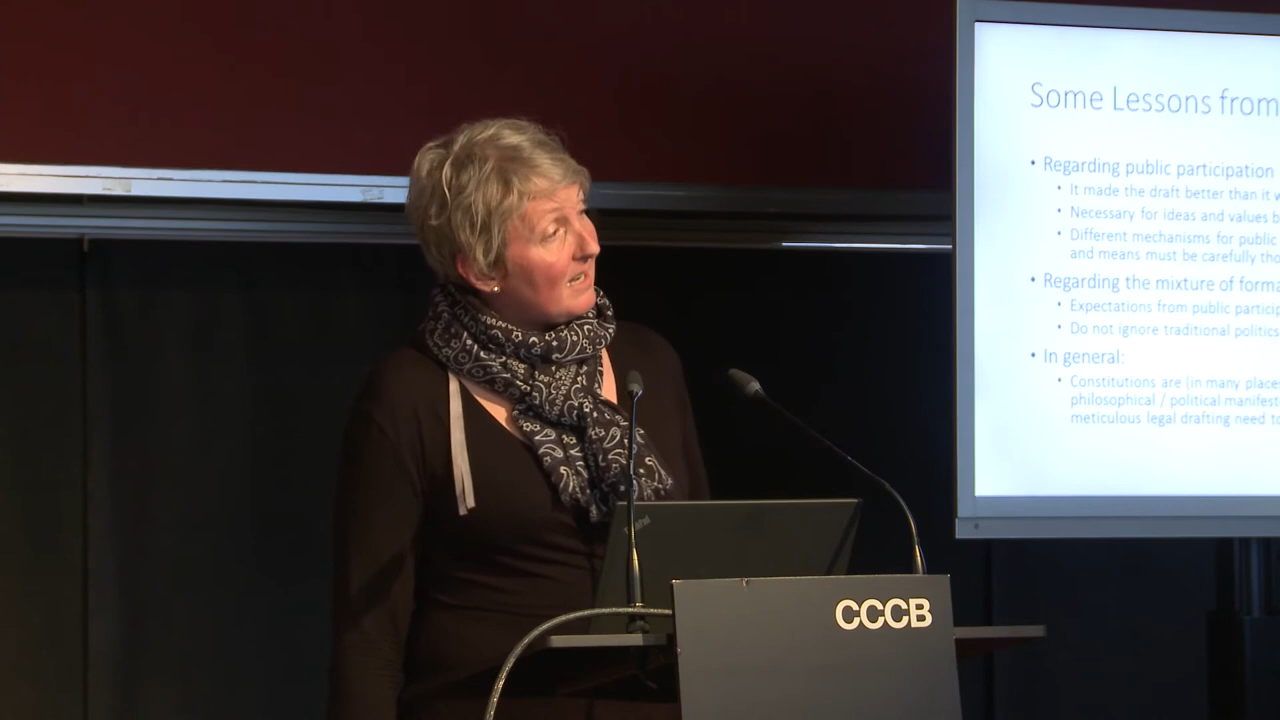 Some Lessons from
• Regarding public participation
• It made the draft better than it w
• Necessary for ideas and values b
• Different mechanisms for public
and means must be carefully tho
• Regarding the mixture of forma
• Expectations from public particip
• Do not ignore traditional politics
• In general:
• Constitutions are (in many places
philosophical / political manifest
meticulous legal drafting need to
CCCB